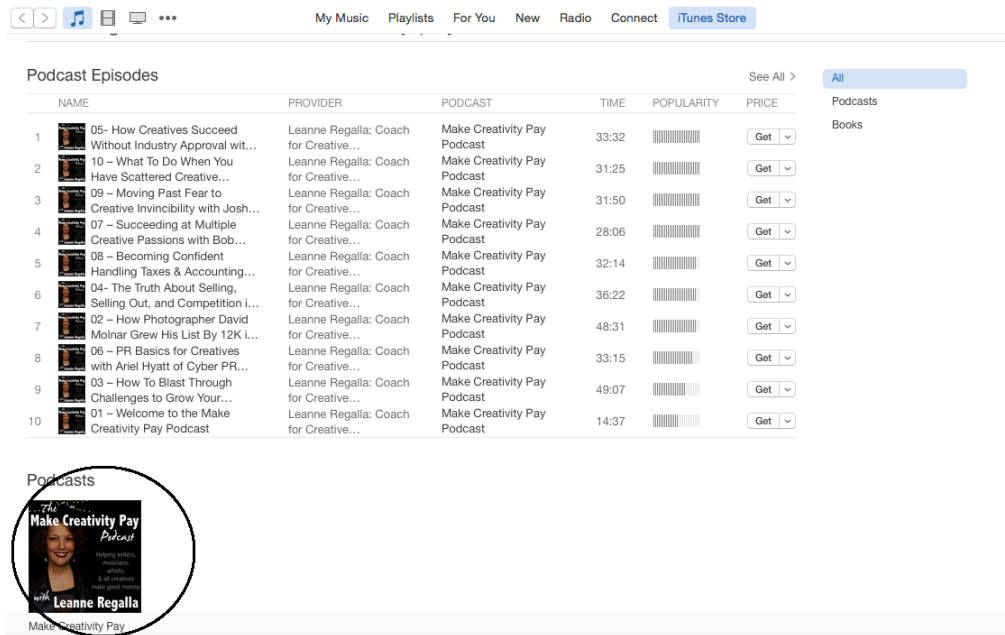 My Music Playlists For You New Radio Connect iTunes Store
Podcast Episodes See All >
All
Podcasts
Books
NAME PROVIDER PODCAST TIME POPULARITY PRICE
1 05- How Creatives Succeed Leanne Regalla: Coach Make Creativity Pay 33:32 Get
Without Industry Approval wit... for Creative... Podcast
2 10 – What To Do When You Leanne Regalla: Coach Make Creativity Pay 31:25 Get
Have Scattered Creative... for Creative... Podcast
3 09 – Moving Past Fear to Leanne Regalla: Coach Make Creativity Pay 31:50 Get
Creative Invincibility with Josh... for Creative... Podcast
4 07 – Succeeding at Multiple Leanne Regalla: Coach Make Creativity Pay 28:06 Get
Creative Passions with Bob... for Creative... Podcast
5 08 – Becoming Confident Leanne Regalla: Coach Make Creativity Pay 32:14 Get
Handling Taxes & Accounting... for Creative... Podcast
6 04- The Truth About Selling, Leanne Regalla: Coach Make Creativity Pay 36:22 Get
Selling Out, and Competition i... for Creative... Podcast
7 02 – How Photographer David Leanne Regalla: Coach Make Creativity Pay 48:31 Get
Molnar Grew His List By 12K i... for Creative... Podcast
8 06 – PR Basics for Creatives Leanne Regalla: Coach Make Creativity Pay 33:15 Get
with Ariel Hyatt of Cyber PR... for Creative... Podcast
9 03 – How To Blast Through Leanne Regalla: Coach Make Creativity Pay 49:07 Get
Challenges to Grow Your... for Creative... Podcast
10 01 – Welcome to the Make Leanne Regalla: Coach Make Creativity Pay 14:37 Get
Creativity Pay Podcast for Creative... Podcast
Podcasts
The
Make Creativity Pay
Podcast
Helping writers,
musicians,
artists,
& all creatives
make good money.
with Leanne Regalla
Make Creativity Pay